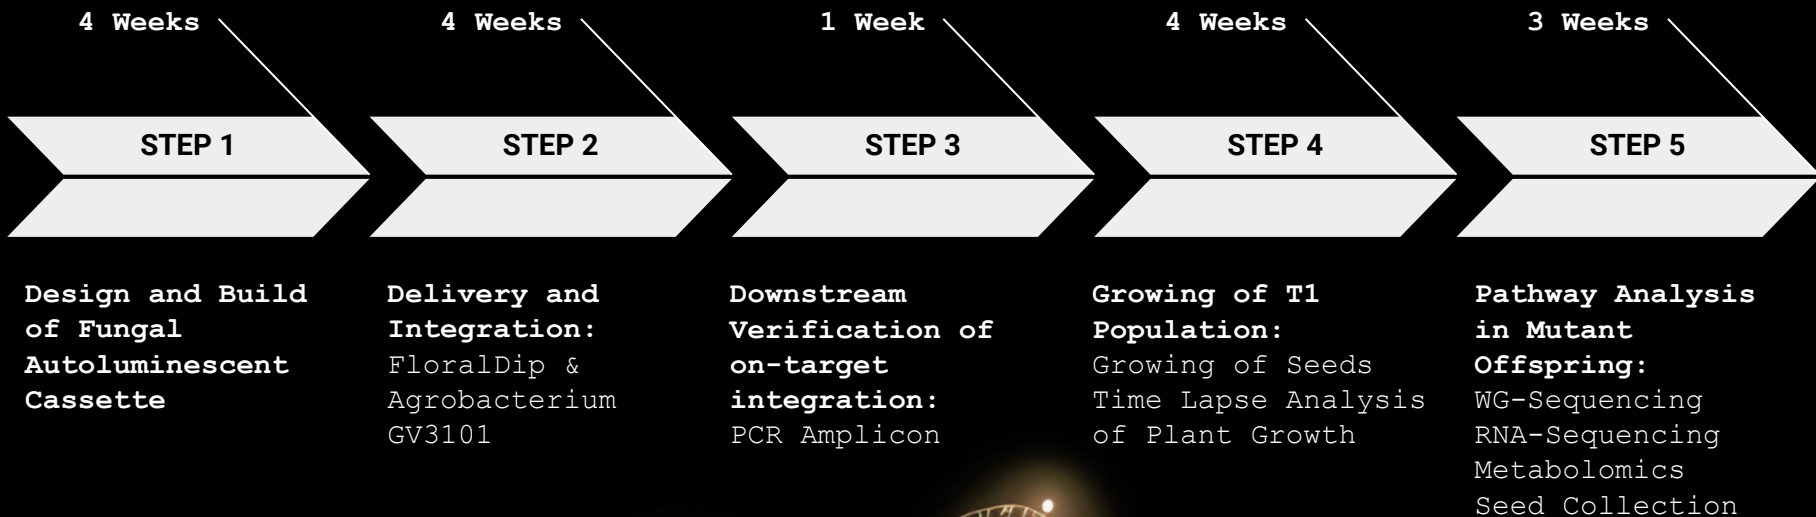 4 Weeks
4 Weeks
1 Week
4 Weeks
3 Weeks
STEP 1
STEP 2
STEP 3
STEP 4
STEP 5
Design and Build
of Fungal
Autoluminescent
Cassette
Delivery and
Integration:
FloralDip &
Agrobacterium
GV3101
Downstream
Verification of
on-target
integration:
PCR Amplicon
Growing of T1
Population:
Growing of Seeds
Time Lapse Analysis
of Plant Growth
Pathway Analysis
in Mutant
Offspring:
WG-Sequencing
RNA-Sequencing
Metabolomics
Seed Collection